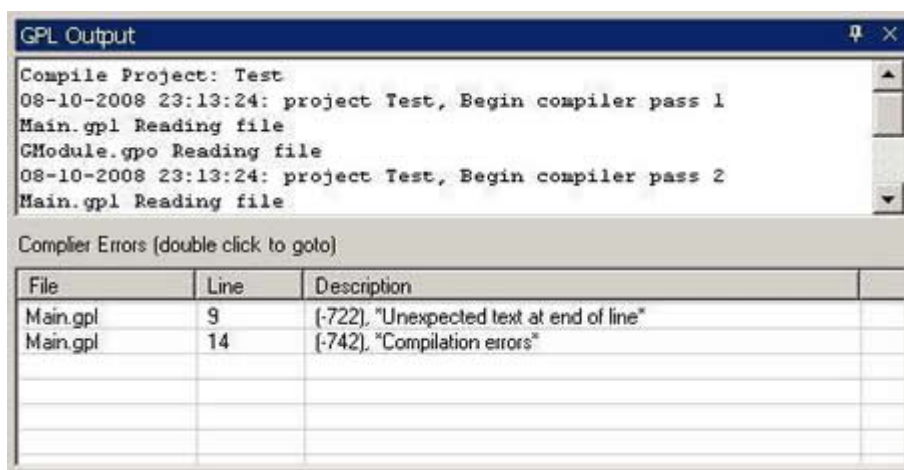 GPL Output
Compile Project: Test
08-10-2008 23:13:24: project Test, Begin compiler pass 1
Main.gpl Reading file
GModule.gpo Reading file
08-10-2008 23:13:24: project Test, Begin compiler pass 2
Main.gpl Reading file
Complier Errors (double click to goto)
File Line Description
Main.gpl 9 (-722), "Unexpected text at end of line"
Main.gpl 14 (-742), "Compilation errors"